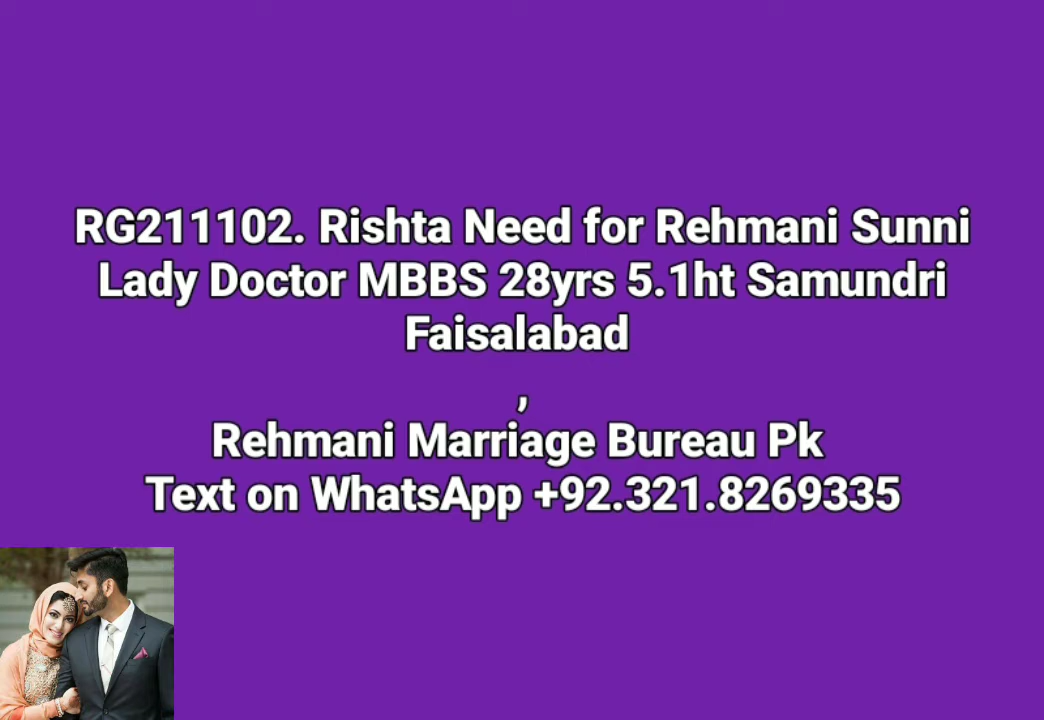 RG211102. Rishta Need for Rehmani Sunni
Lady Doctor MBBS 28yrs 5.1ht Samundri
Faisalabad
,
Rehmani Marriage Bureau Pk
Text on WhatsApp +92.321.8269335